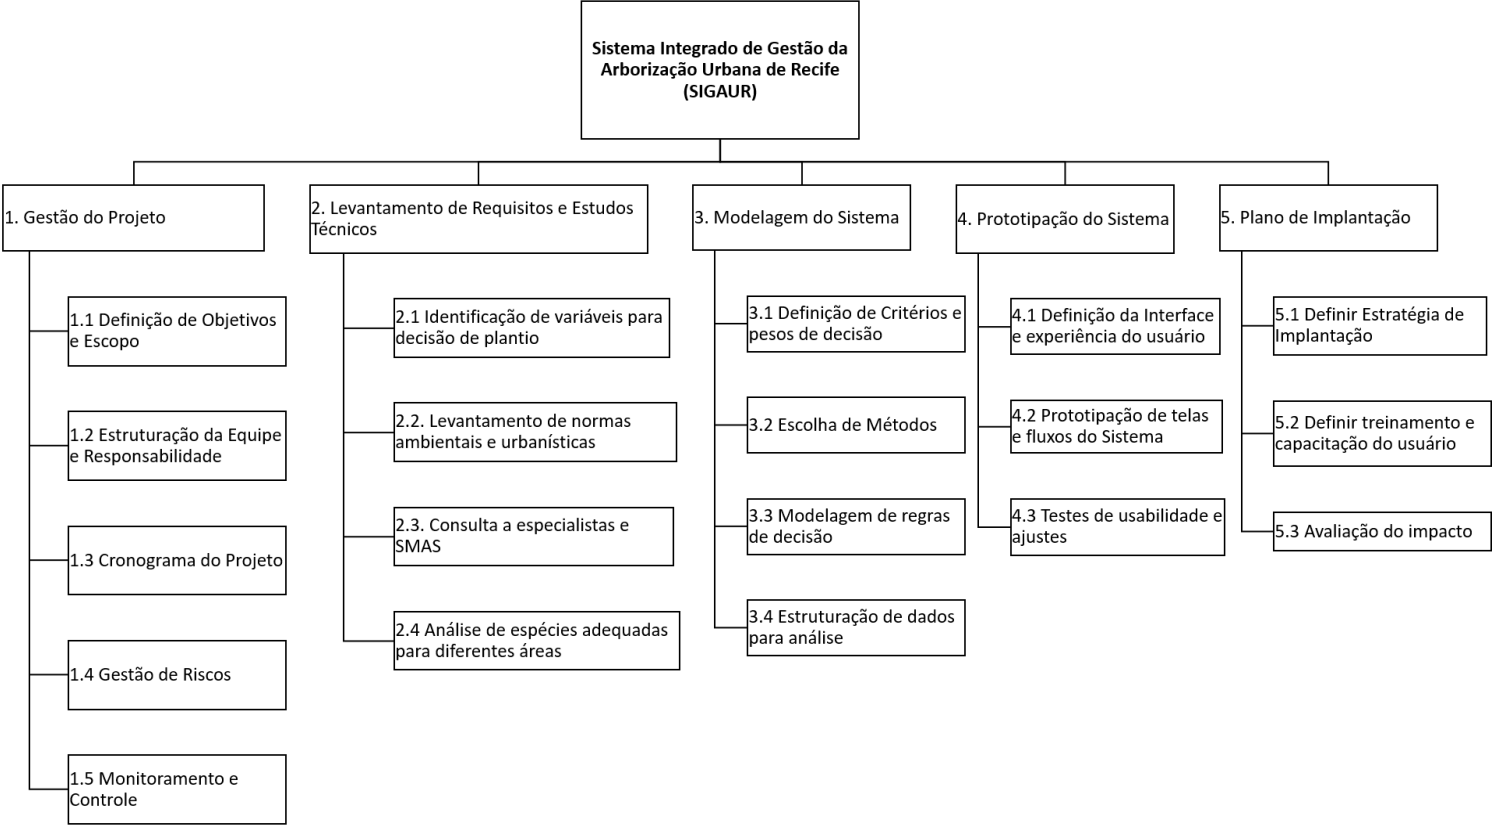 Sistema Integrado de Gestão da
Arborização Urbana de Recife
(SIGAUR)
1. Gestão do Projeto
1.1 Definição de Objetivos
e Escopo
1.2 Estruturação da Equipe
e Responsabilidade
1.3 Cronograma do Projeto
1.4 Gestão de Riscos
1.5 Monitoramento e
Controle
2. Levantamento de Requisitos e Estudos
Técnicos
2.1 Identificação de variáveis para
decisão de plantio
2.2. Levantamento de normas
ambientais e urbanísticas
2.3. Consulta a especialistas e
SMAS
2.4 Análise de espécies adequadas
para diferentes áreas
3. Modelagem do Sistema
3.1 Definição de Critérios e
pesos de decisão
3.2 Escolha de Métodos
3.3 Modelagem de regras
de decisão
3.4 Estruturação de dados
para análise
4. Prototipação do Sistema
4.1 Definição da Interface
e experiência do usuário
4.2 Prototipação de telas
e fluxos do Sistema
4.3 Testes de usabilidade e
ajustes
5. Plano de Implantação
5.1 Definir Estratégia de
Implantação
5.2 Definir treinamento e
capacitação do usuário
5.3 Avaliação do impacto